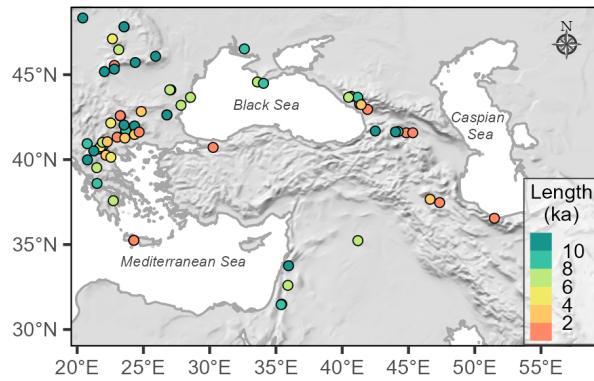 N
45°N
Black Sea
Caspian
Sea
40°N
Length
(ka)
35°N
10
8
6
4
2
Mediterranean Sea
30°N
20°E 25°E 30°E 35°E 40°E 45°E 50°E 55°E